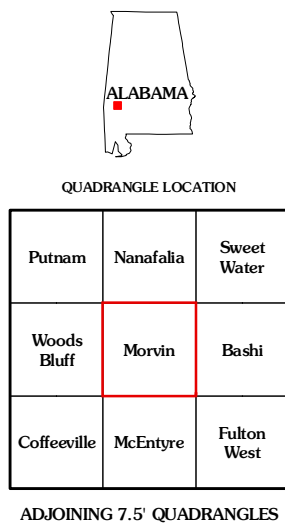 ALABAMA
QUADRANGLE LOCATION
Putnam
Nanafalia
Sweet
Water
Woods
Bluff
Morvin
Bashi
Coffeeville
McEntyre
Fulton
West
ADJOINING 7.5' QUADRANGLES